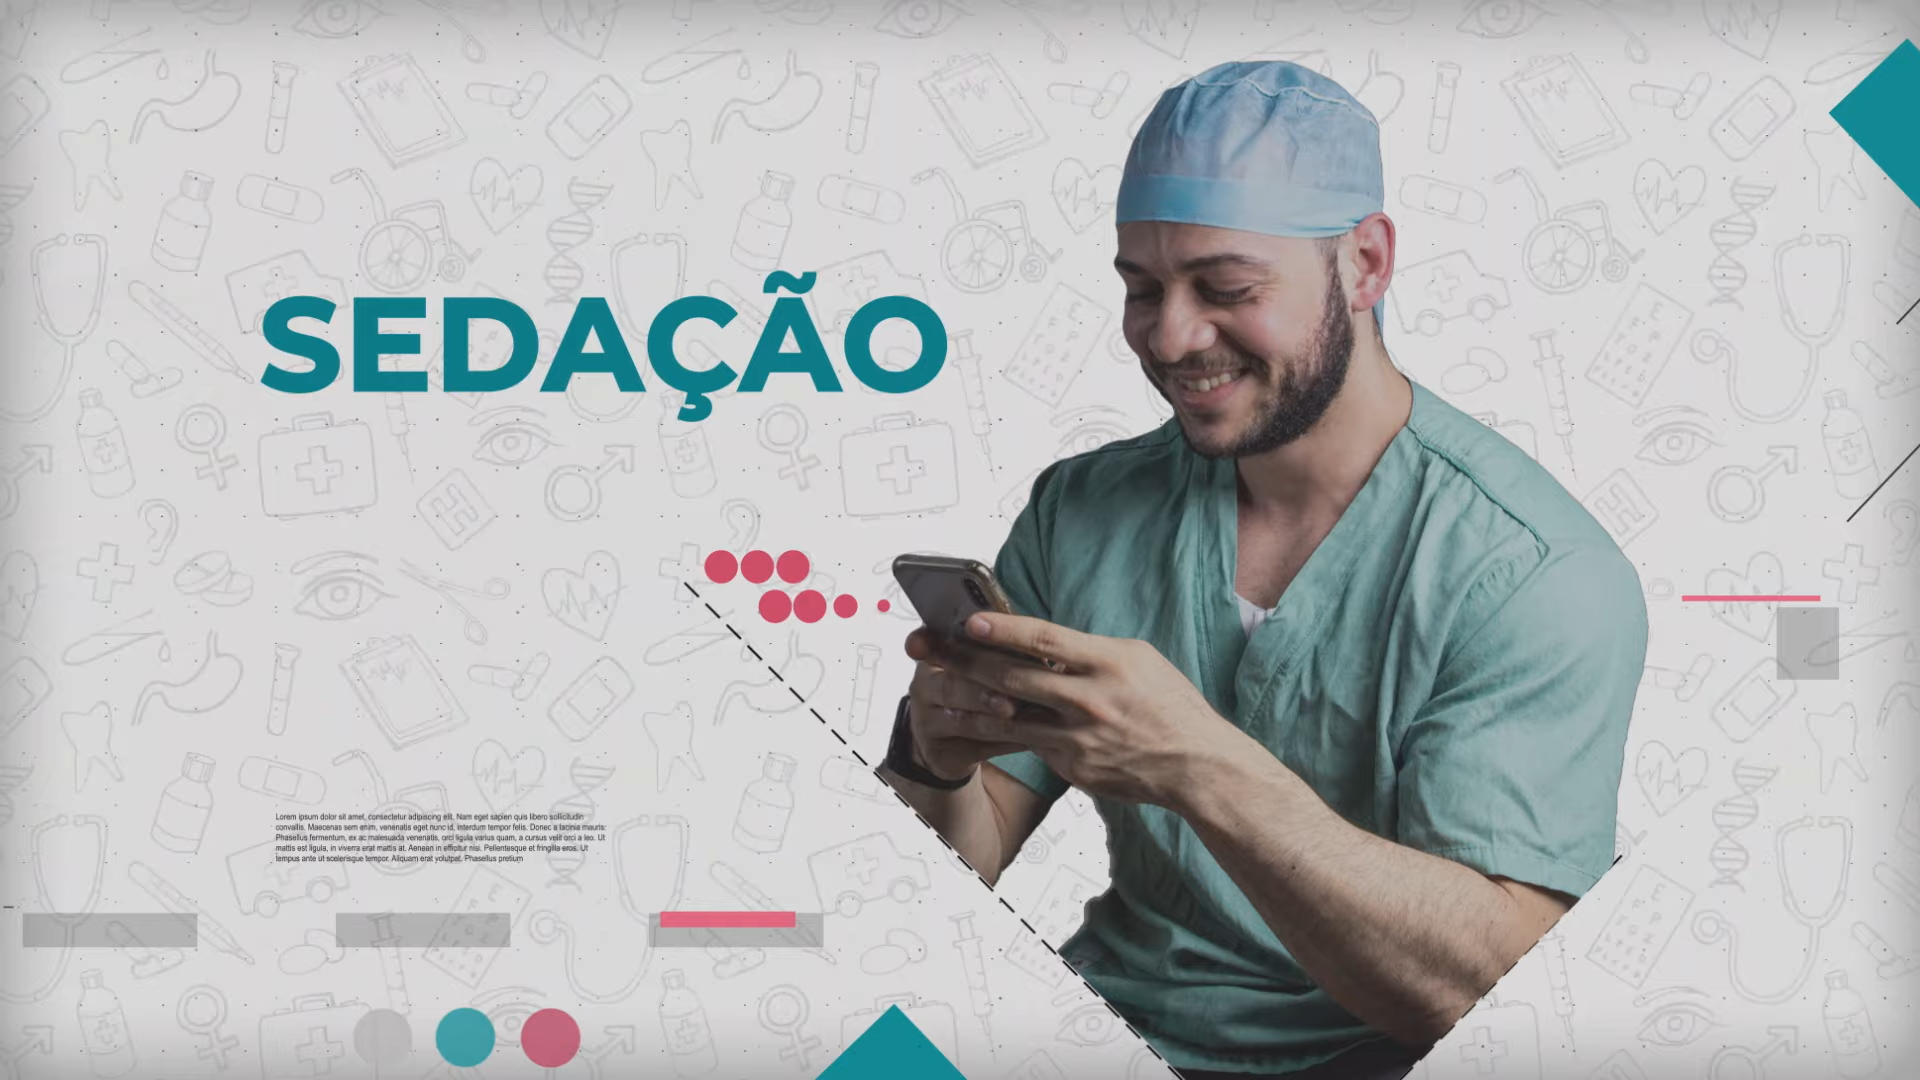 SEDAÇÃO
Lorem ipsum dolor sit amet, consectetur adipiscing elit. Nam eget sapien quis libero sollicitudin
convallis. Maecenas sem enim, venenatis eget nunc id, interdum tempor felis. Donec a lacinia mauris:
Phasellus fermentum, ex ac malesuada venenatis, orci ligula varius quam, a cursus velit orci a leo. Ut
mattis est ligula, in viverra erat mattis at. Aenean in efficitur nisi. Pellentesque et fringilla eros. Ut
tempus ante ut scelerisque tempor. Aliquam erat volutpat. Phasellus pretium